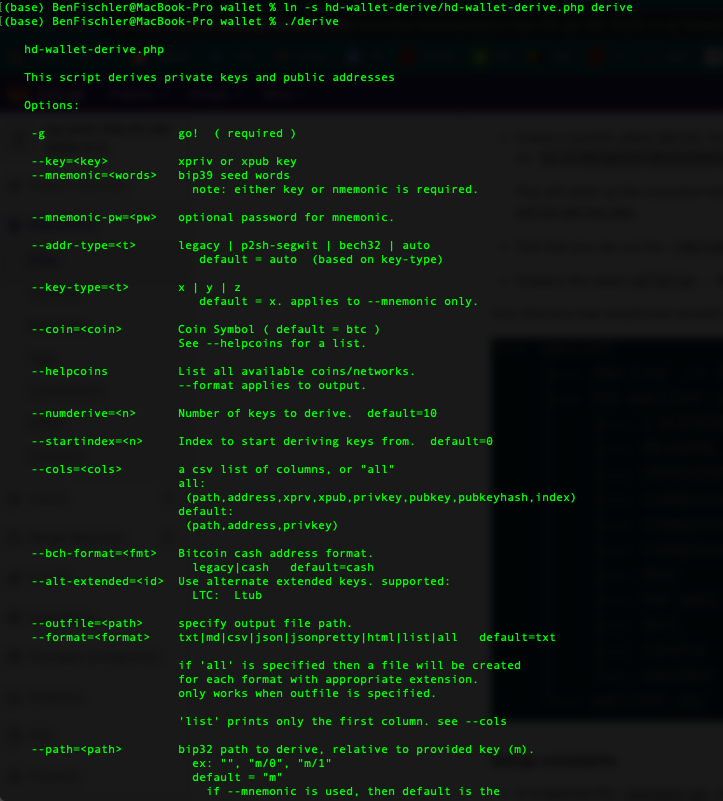 [(base) BenFischler@MacBook-Pro wallet % ln -s hd-wallet-derive/hd-wallet-derive.php derive
[(base) BenFischler@MacBook-Pro wallet % ./derive
hd-wallet-derive.php
This script derives private keys and public addresses
Options:
-g go! ( required )
--key=<key> xpriv or xpub key
--mnemonic=<words> bip39 seed words
note: either key or nmemonic is required.
--mnemonic-pw=<pw> optional password for mnemonic.
--addr-type=<t> legacy | p2sh-segwit | bech32 | auto
default = auto (based on key-type)
--key-type=<t> x | y | z
default = x. applies to --mnemonic only.
--coin=<coin> Coin Symbol ( default = btc )
See --helpcoins for a list.
--helpcoins List all available coins/networks.
--format applies to output.
--numderive=<n> Number of keys to derive. default=10
--startindex=<n> Index to start deriving keys from. default=0
--cols=<cols> a csv list of columns, or "all"
all:
(path,address,xprv,xpub,privkey,pubkey,pubkeyhash,index)
default:
(path,address,privkey)
--bch-format=<fmt> Bitcoin cash address format.
legacy|cash default=cash
--alt-extended=<id> Use alternate extended keys. supported:
LTC: Ltub
--outfile=<path> specify output file path.
--format=<format> txt|md|csv|json|jsonpretty|html|list|all default=txt
if 'all' is specified then a file will be created
for each format with appropriate extension.
only works when outfile is specified.
'list' prints only the first column. see --cols
--path=<path> bip32 path to derive, relative to provided key (m).
ex: "", "m/0", "m/1"
default = "m"
if --mnemonic is used, then default is the